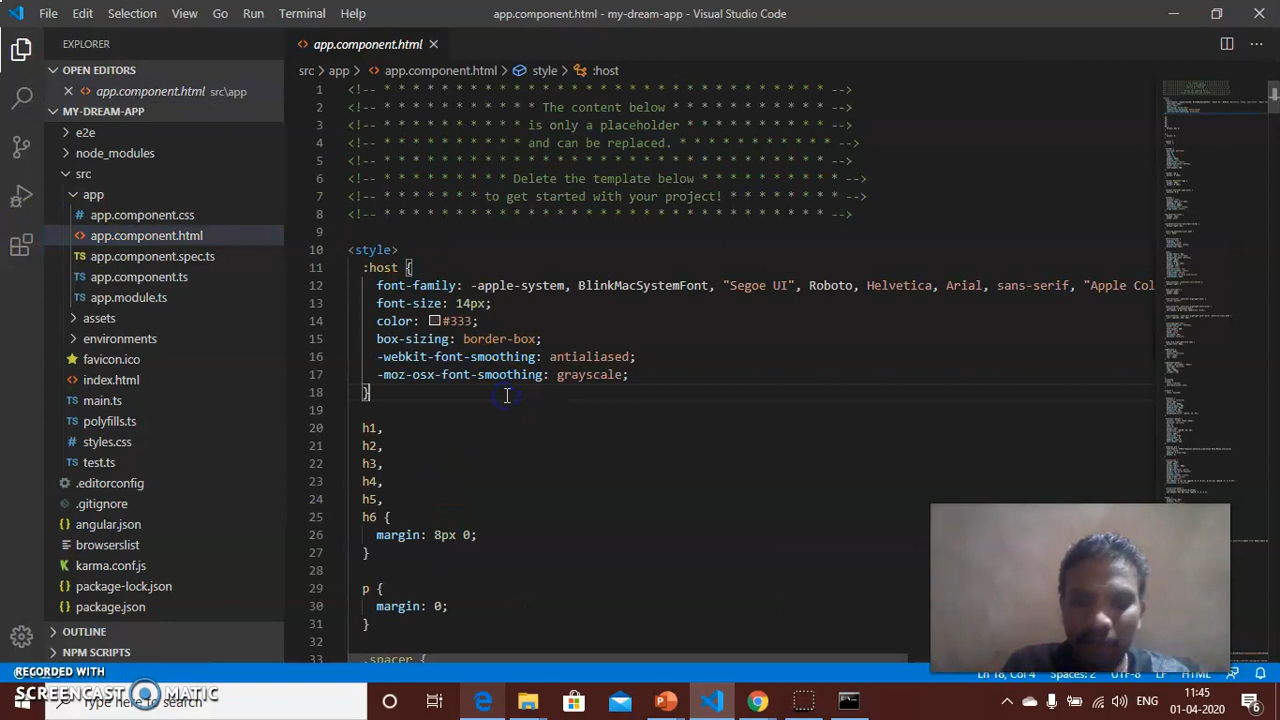 File Edit Selection View Go Run Terminal Help app.component.html - my-dream-app - Visual Studio Code
EXPLORER
OPEN EDITORS
app.component.html src\app
MY-DREAM-APP
e2e
node_modules
src
app
app.component.css
app.component.html
app.component.spec.ts
app.component.ts
app.module.ts
assets
environments
favicon.ico
index.html
main.ts
polyfills.ts
styles.css
test.ts
.editorconfig
.gitignore
angular.json
browserslist
karma.conf.js
package-lock.json
package.json
OUTLINE
NPM SCRIPTS
app.component.html
src > app > app.component.html > style > :host
1 <!-- * * * * * * * * * * * * * * * * * * * * * * * * * * * * * * * -->
2 <!-- * * * * * * * * * * * The content below * * * * * * * * * * * -->
3 <!-- * * * * * * * * * * is only a placeholder * * * * * * * * * * -->
4 <!-- * * * * * * * * * * and can be replaced. * * * * * * * * * * * -->
5 <!-- * * * * * * * * * * * * * * * * * * * * * * * * * * * * * * * -->
6 <!-- * * * * * * * * * Delete the template below * * * * * * * * * * -->
7 <!-- * * * * * * * to get started with your project! * * * * * * * * -->
8 <!-- * * * * * * * * * * * * * * * * * * * * * * * * * * * * * * * -->
9
10 <style>
11 :host {
12 font-family: -apple-system, BlinkMacSystemFont, "Segoe UI", Roboto, Helvetica, Arial, sans-serif, "Apple Col
13 font-size: 14px;
14 color: #333;
15 box-sizing: border-box;
16 -webkit-font-smoothing: antialiased;
17 -moz-osx-font-smoothing: grayscale;
18 }
19
20 h1,
21 h2,
22 h3,
23 h4,
24 h5,
25 h6 {
26 margin: 8px 0;
27 }
28
29 p {
30 margin: 0;
31 }
32
33 .spacer {
RECORDED WITH
SCREENCAST MATIC
Ln 18, Col 4 Spaces: 2 UTF-8 LF HTML
Type here to search
ENG 11:45
01-04-2020
6